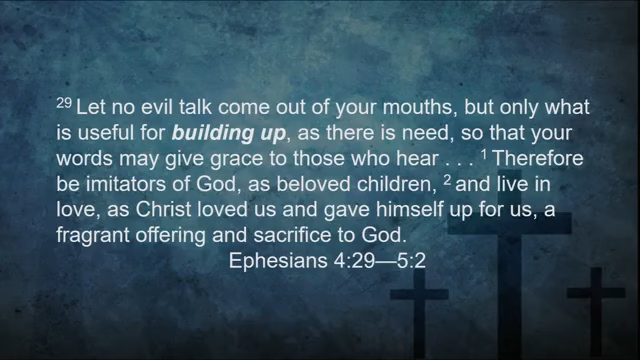 29 Let no evil talk come out of your mouths, but only what
is useful for building up, as there is need, so that your
words may give grace to those who hear . . . 1 Therefore
be imitators of God, as beloved children, 2 and live in
love, as Christ loved us and gave himself up for us, a
fragrant offering and sacrifice to God.
Ephesians 4:29—5:2